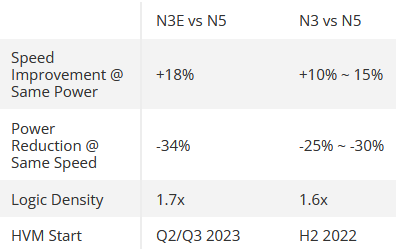 N3E vs N5 N3 vs N5
Speed
Improvement @ +18% +10% ~ 15%
Same Power
Power
Reduction @ -34% -25% ~ -30%
Same Speed
Logic Density 1.7x 1.6x
HVM Start Q2/Q3 2023 H2 2022